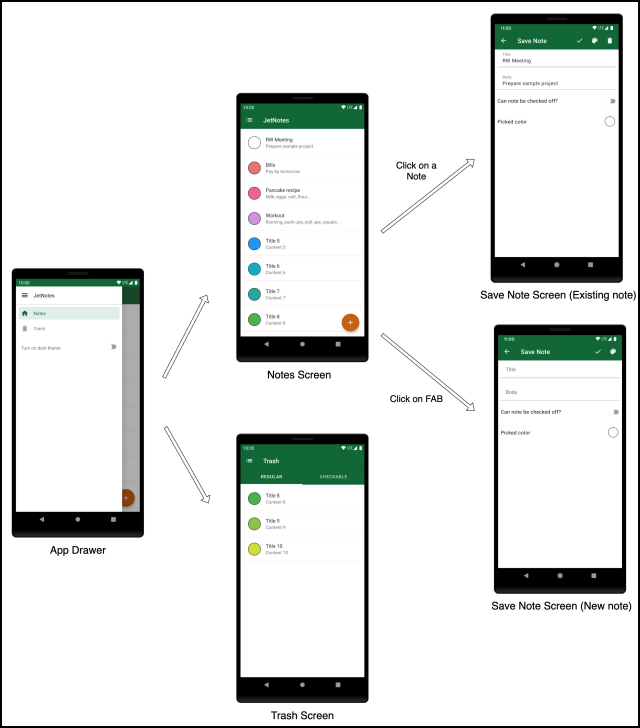 10:00
LTE
JetNotes
Notes
Trash
Turn on dark theme
+
App Drawer
10:00
LTE
JetNotes
RW Meeting
Prepare sample project
Bills
Pay by tomorrow
Pancake recipe
Milk, eggs, salt, flour...
Workout
Running, push ups, pull ups, squats...
Title 5
Content 5
Title 6
Content 6
Title 7
Content 7
Title 8
Content 8
+
Notes Screen
10:00
LTE
Trash
REGULAR
CHECKABLE
Title 8
Content 8
Title 9
Content 9
Title 10
Content 10
Trash Screen
Click on a
Note
11:00
LTE
Save Note
Title
RW Meeting
Body
Prepare sample project
Can note be checked off?
Picked color
Save Note Screen (Existing note)
Click on FAB
11:00
LTE
Save Note
Title
Body
Can note be checked off?
Picked color
Save Note Screen (New note)